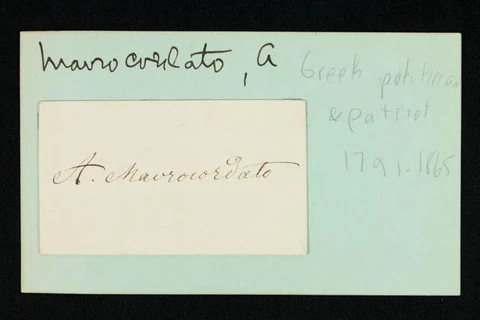 Mavrocordato, A
Greek politician
& patriot
1791-1865
A. Mavrocordato